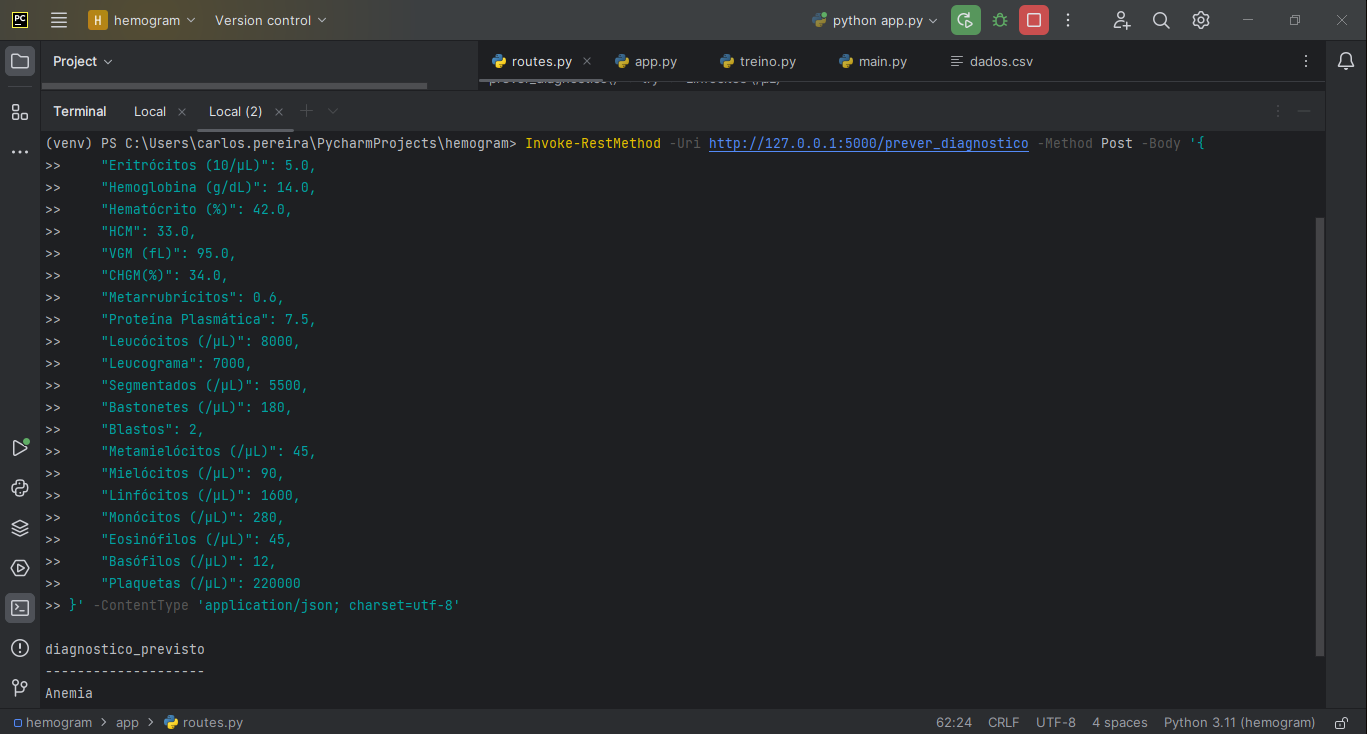 PC
H hemogram Version control python app.py
Project routes.py app.py treino.py main.py dados.csv
Terminal Local Local (2)
(venv) PS C:\Users\carlos.pereira\PycharmProjects\hemogram> Invoke-RestMethod -Uri http://127.0.0.1:5000/prever_diagnostico -Method Post -Body '{
>> "Eritrócitos (10/µL)": 5.0,
>> "Hemoglobina (g/dL)": 14.0,
>> "Hematócrito (%)": 42.0,
>> "HCM": 33.0,
>> "VGM (fL)": 95.0,
>> "CHGM(%)": 34.0,
>> "Metarrubrícitos": 0.6,
>> "Proteína Plasmática": 7.5,
>> "Leucócitos (/µL)": 8000,
>> "Leucograma": 7000,
>> "Segmentados (/µL)": 5500,
>> "Bastonetes (/µL)": 180,
>> "Blastos": 2,
>> "Metamielócitos (/µL)": 45,
>> "Mielócitos (/µL)": 90,
>> "Linfócitos (/µL)": 1600,
>> "Monócitos (/µL)": 280,
>> "Eosinófilos (/µL)": 45,
>> "Basófilos (/µL)": 12,
>> "Plaquetas (/µL)": 220000
>> }' -ContentType 'application/json; charset=utf-8'
diagnostico_previsto
--------------------
Anemia
hemogram > app > routes.py 62:24 CRLF UTF-8 4 spaces Python 3.11 (hemogram)